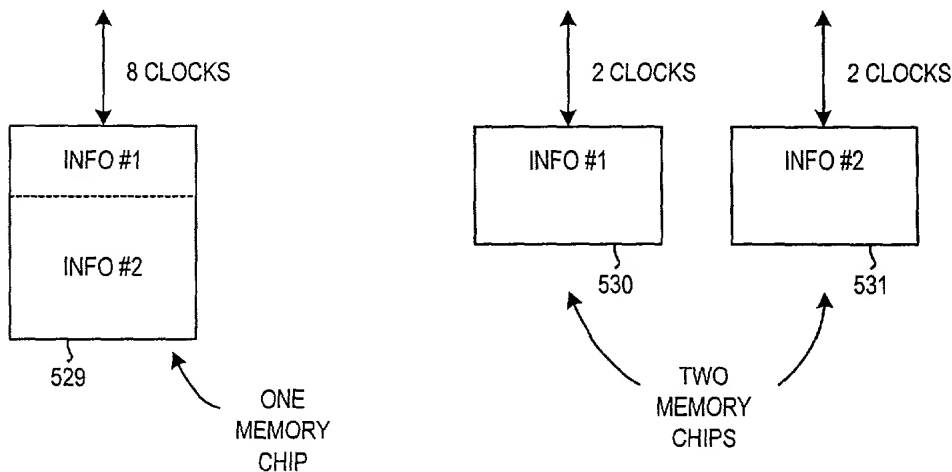 8 CLOCKS
INFO #1
INFO #2
529
ONE
MEMORY
CHIP
2 CLOCKS
2 CLOCKS
INFO #1
INFO #2
530
531
TWO
MEMORY
CHIPS